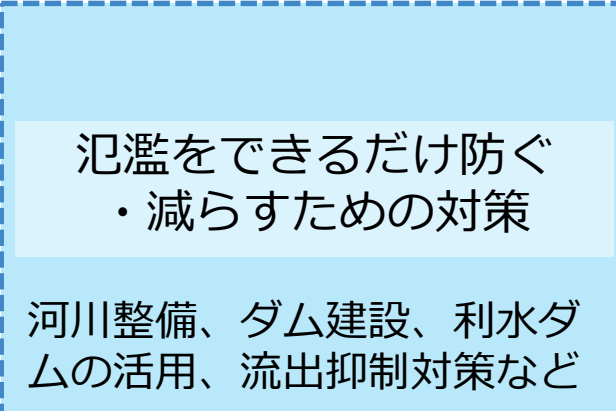 氾濫をできるだけ防ぐ
・減らすための対策
河川整備、ダム建設、利水ダ
ムの活用、流出抑制対策など